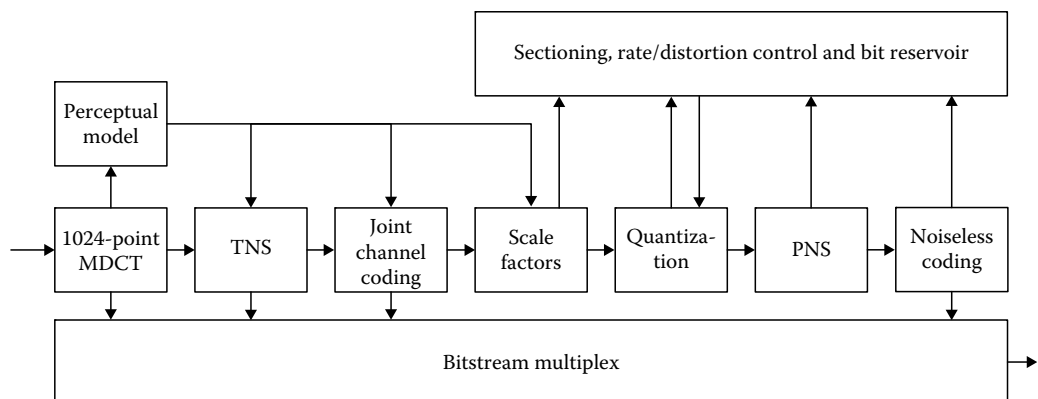 Sectioning, rate/distortion control and bit reservoir
Perceptual
model
1024-point
MDCT
TNS
Joint
channel
coding
Scale
factors
Quantiza-
tion
PNS
Noiseless
coding
Bitstream multiplex